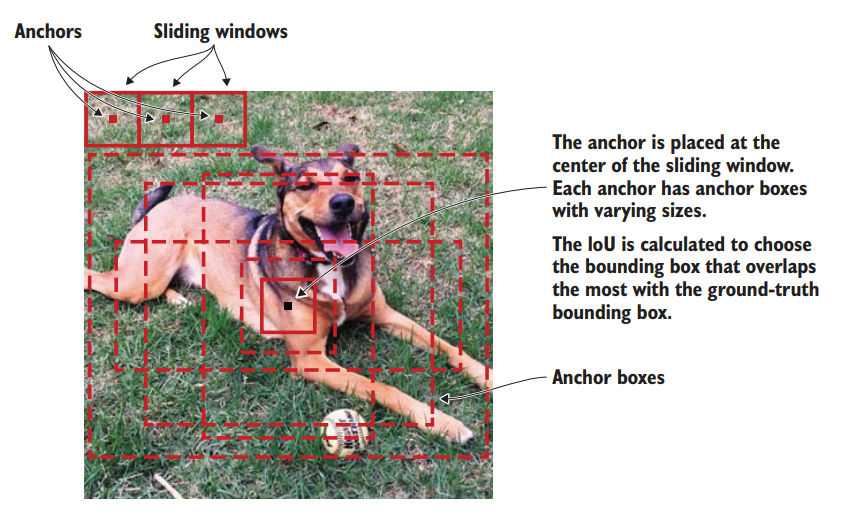 Anchors
Sliding windows
The anchor is placed at the
center of the sliding window.
Each anchor has anchor boxes
with varying sizes.
The IoU is calculated to choose
the bounding box that overlaps
the most with the ground-truth
bounding box.
Anchor boxes